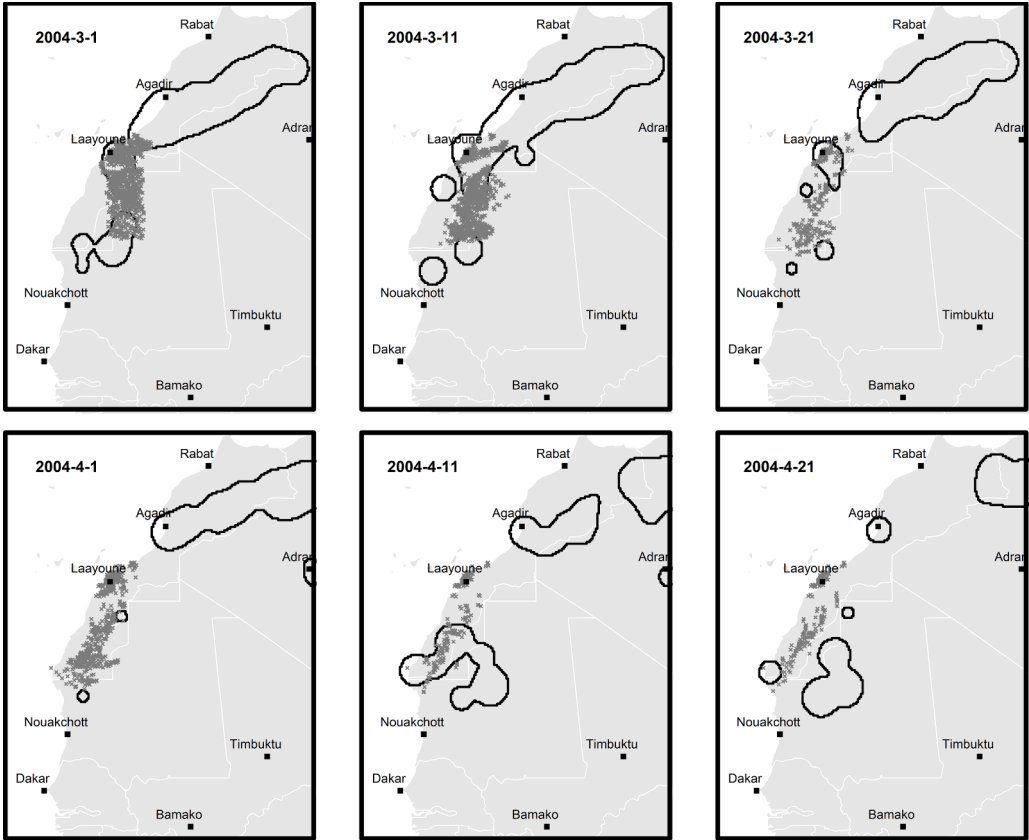 Rabat
2004-3-1
Agadir
Adrar
Laayoune
Nouakchott
Timbuktu
Dakar
Bamako
Rabat
2004-3-11
Agadir
Adrar
Laayoune
Nouakchott
Timbuktu
Dakar
Bamako
Rabat
2004-3-21
Agadir
Adrar
Laayoune
Nouakchott
Timbuktu
Dakar
Bamako
Rabat
2004-4-1
Agadir
Adrar
Laayoune
Nouakchott
Timbuktu
Dakar
Bamako
Rabat
2004-4-11
Agadir
Adrar
Laayoune
Nouakchott
Timbuktu
Dakar
Bamako
Rabat
2004-4-21
Agadir
Adrar
Laayoune
Nouakchott
Timbuktu
Dakar
Bamako